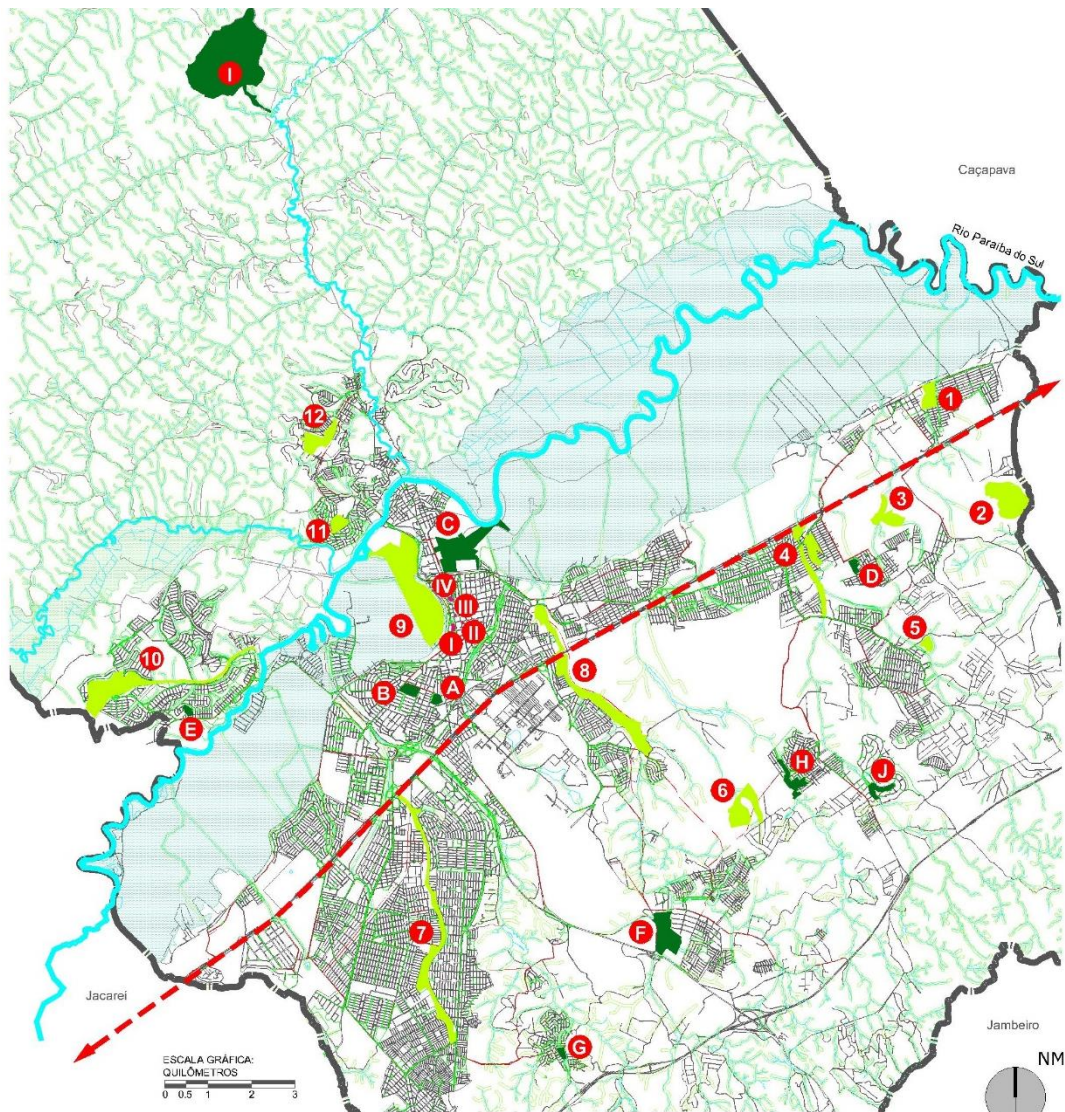 I
Caçapava
Rio Paraíba do Sul
1
12
2
3
C
11
4
IV
D
III
9
II
I
5
10
8
A
B
E
H
J
6
F
7
Jacareí
Jambeiro
G
NM
ESCALA GRÁFICA:
QUILÔMETROS
0 0.5 1 2 3